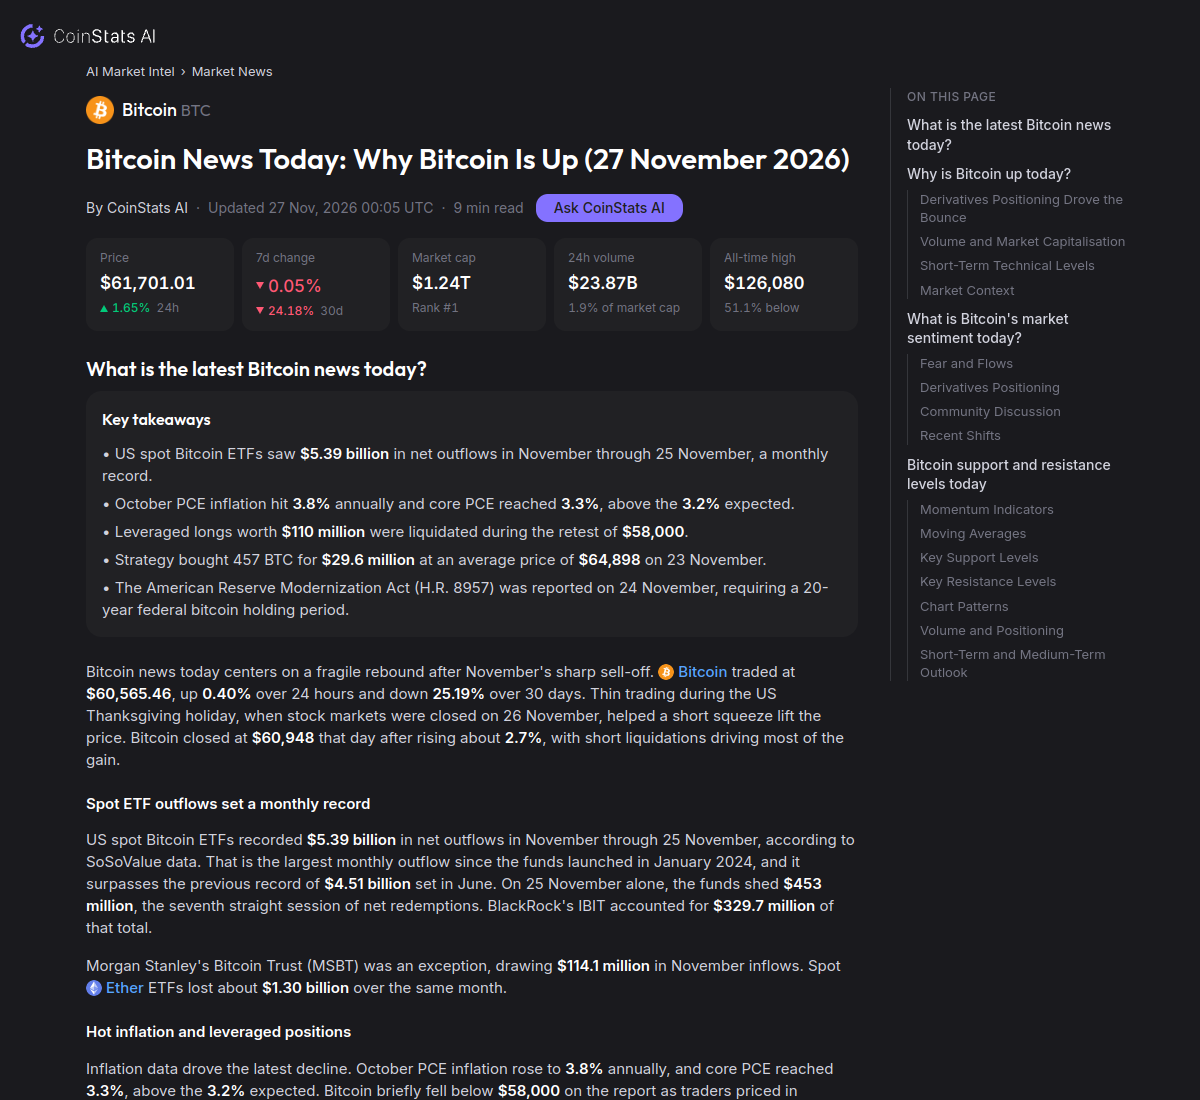 CoinStats AI
AI Market Intel › Market News
Bitcoin BTC
Bitcoin News Today: Why Bitcoin Is Up (27 November 2026)
By CoinStats AI · Updated 27 Nov, 2026 00:05 UTC · 9 min read Ask CoinStats AI
Price
$61,701.01
▲ 1.65% 24h
7d change
▼ 0.05%
▼ 24.18% 30d
Market cap
$1.24T
Rank #1
24h volume
$23.87B
1.9% of market cap
All-time high
$126,080
51.1% below
What is the latest Bitcoin news today?
Key takeaways
• US spot Bitcoin ETFs saw $5.39 billion in net outflows in November through 25 November, a monthly
record.
• October PCE inflation hit 3.8% annually and core PCE reached 3.3%, above the 3.2% expected.
• Leveraged longs worth $110 million were liquidated during the retest of $58,000.
• Strategy bought 457 BTC for $29.6 million at an average price of $64,898 on 23 November.
• The American Reserve Modernization Act (H.R. 8957) was reported on 24 November, requiring a 20-
year federal bitcoin holding period.
Bitcoin news today centers on a fragile rebound after November's sharp sell-off. Bitcoin traded at
$60,565.46, up 0.40% over 24 hours and down 25.19% over 30 days. Thin trading during the US
Thanksgiving holiday, when stock markets were closed on 26 November, helped a short squeeze lift the
price. Bitcoin closed at $60,948 that day after rising about 2.7%, with short liquidations driving most of the
gain.
Spot ETF outflows set a monthly record
US spot Bitcoin ETFs recorded $5.39 billion in net outflows in November through 25 November, according to
SoSoValue data. That is the largest monthly outflow since the funds launched in January 2024, and it
surpasses the previous record of $4.51 billion set in June. On 25 November alone, the funds shed $453
million, the seventh straight session of net redemptions. BlackRock's IBIT accounted for $329.7 million of
that total.
Morgan Stanley's Bitcoin Trust (MSBT) was an exception, drawing $114.1 million in November inflows. Spot
Ether ETFs lost about $1.30 billion over the same month.
Hot inflation and leveraged positions
Inflation data drove the latest decline. October PCE inflation rose to 3.8% annually, and core PCE reached
3.3%, above the 3.2% expected. Bitcoin briefly fell below $58,000 on the report as traders priced in
ON THIS PAGE
What is the latest Bitcoin news
today?
Why is Bitcoin up today?
Derivatives Positioning Drove the
Bounce
Volume and Market Capitalisation
Short-Term Technical Levels
Market Context
What is Bitcoin's market
sentiment today?
Fear and Flows
Derivatives Positioning
Community Discussion
Recent Shifts
Bitcoin support and resistance
levels today
Momentum Indicators
Moving Averages
Key Support Levels
Key Resistance Levels
Chart Patterns
Volume and Positioning
Short-Term and Medium-Term
Outlook